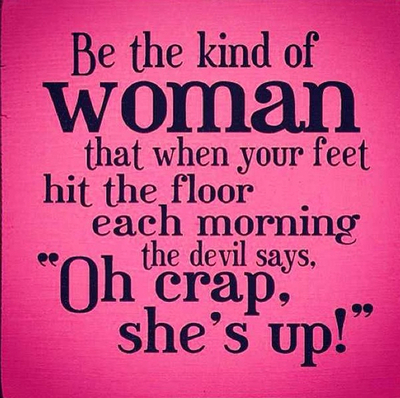 Be the kind of
woman
that when your feet
hit the floor
each morning
the devil says,
"Oh crap,
she's up!"